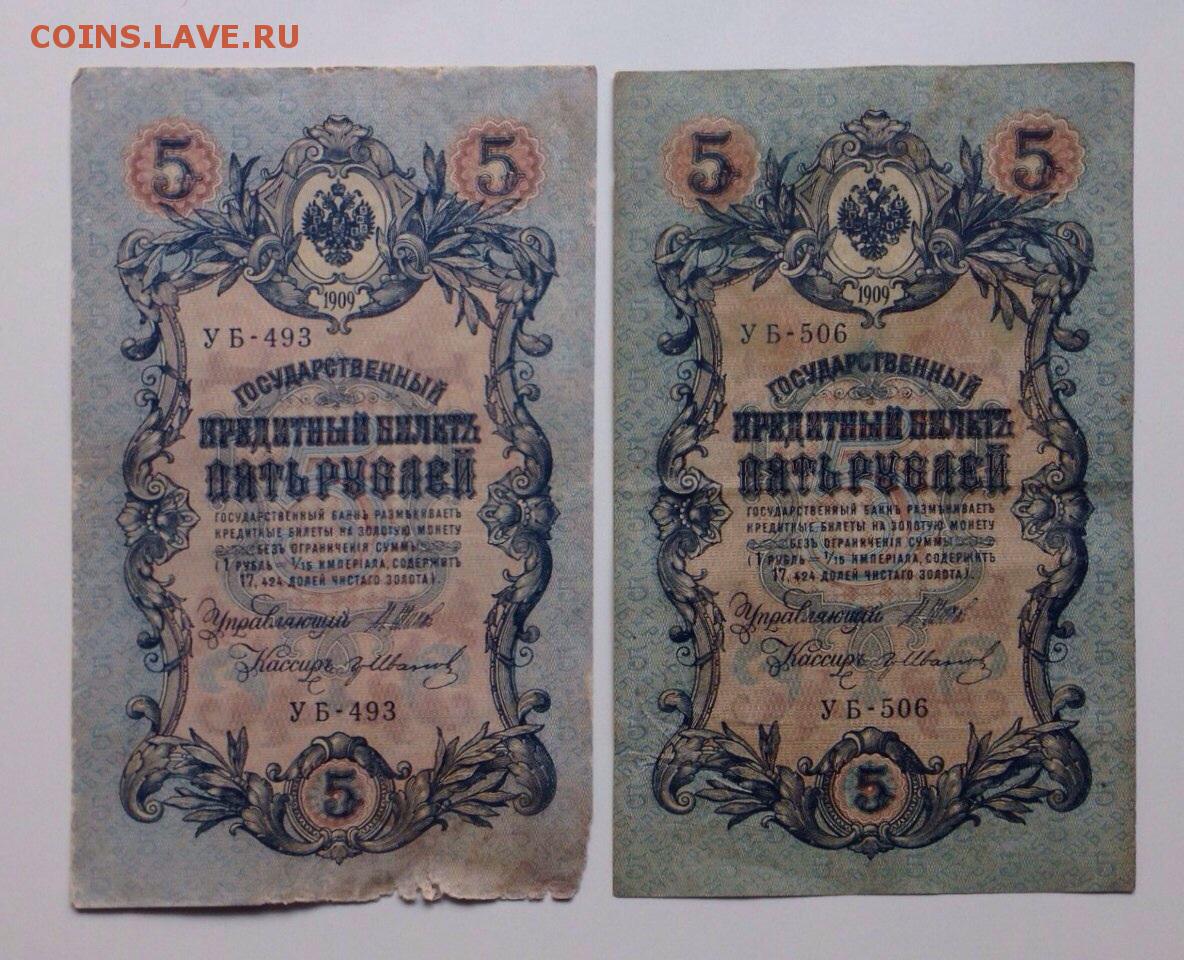 COINS.LAVE.RU
5 5
1909
УБ-493
ГОСУДАРСТВЕННЫЙ
КРЕДИТНЫЙ БИЛЕТЪ
ПЯТЬ РУБЛЕЙ
ГОСУДАРСТВЕННЫЙ БАНКЪ РАЗМѢНИВАЕТЪ
КРЕДИТНЫЕ БИЛЕТЫ НА ЗОЛОТУЮ МОНЕТУ
БЕЗЪ ОГРАНИЧЕНІЯ СУММЫ
(1 РУБЛЬ = 1/15 ИМПЕРІАЛА, СОДЕРЖИТЪ
17,424 ДОЛЕЙ ЧИСТАГО ЗОЛОТА).
Управляющій
Кассиръ Гр Ивановъ
УБ-493
5
5 5
1909
УБ-506
ГОСУДАРСТВЕННЫЙ
КРЕДИТНЫЙ БИЛЕТЪ
ПЯТЬ РУБЛЕЙ
ГОСУДАРСТВЕННЫЙ БАНКЪ РАЗМѢНИВАЕТЪ
КРЕДИТНЫЕ БИЛЕТЫ НА ЗОЛОТУЮ МОНЕТУ
БЕЗЪ ОГРАНИЧЕНІЯ СУММЫ
(1 РУБЛЬ = 1/15 ИМПЕРІАЛА, СОДЕРЖИТЪ
17,424 ДОЛЕЙ ЧИСТАГО ЗОЛОТА).
Управляющій
Кассиръ Гр Ивановъ
УБ-506
5